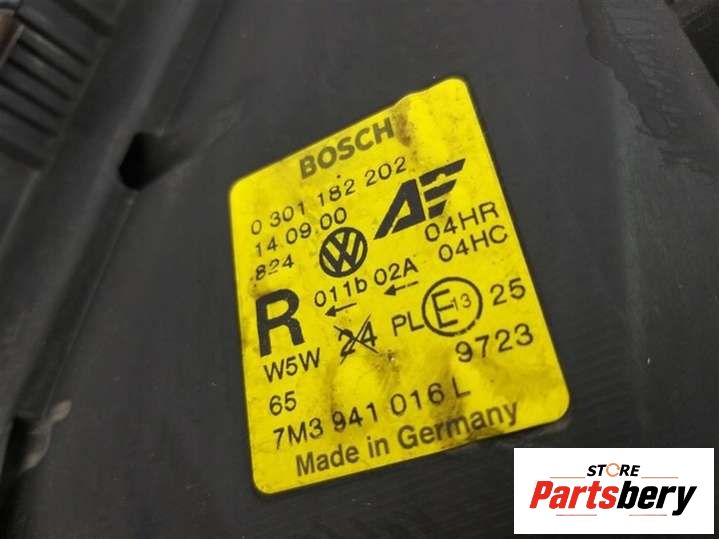 BOSCH
0 301 182 202
14.09.00
824
04HR
04HC
011b 02A
R
W5W 24 PL E13 25
65
9723
7M3 941 016 L
Made in Germany
STORE
Partsbery